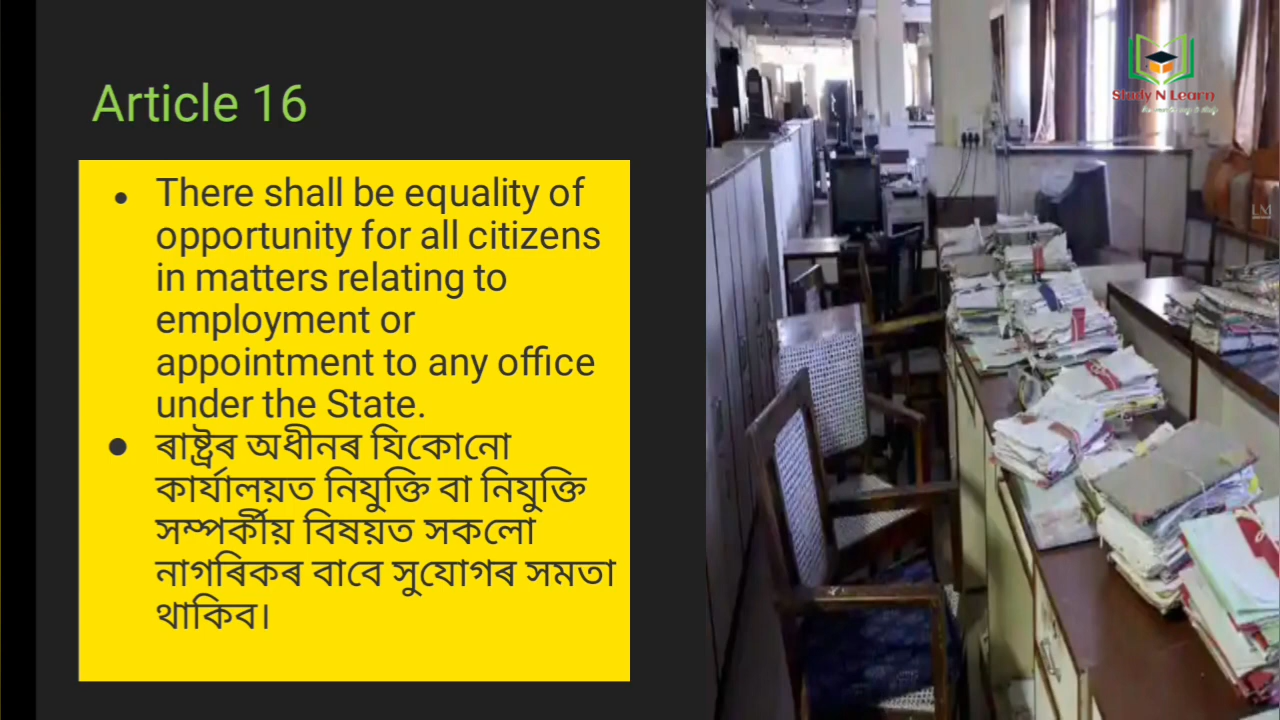 Article 16
• There shall be equality of
opportunity for all citizens
in matters relating to
employment or
appointment to any office
under the State.
● ৰাষ্ট্ৰৰ অধীনৰ যিকোনো
কাৰ্যালয়ত নিযুক্তি বা নিযুক্তি
সম্পৰ্কীয় বিষয়ত সকলো
নাগৰিকৰ বাবে সুযোগৰ সমতা
থাকিব।
Study N Learn
LM